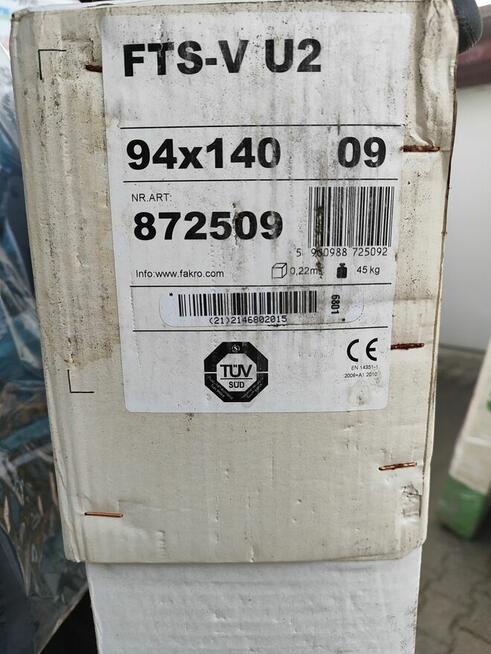 FTS-V U2
94x140 09
NR.ART:
872509
5 900988 725092
Info:www.fakro.com 0,22m³ 45 kg
6801
(21)2146802015
TÜV
SÜD
CE
EN 14351-1
2006+A1:2010